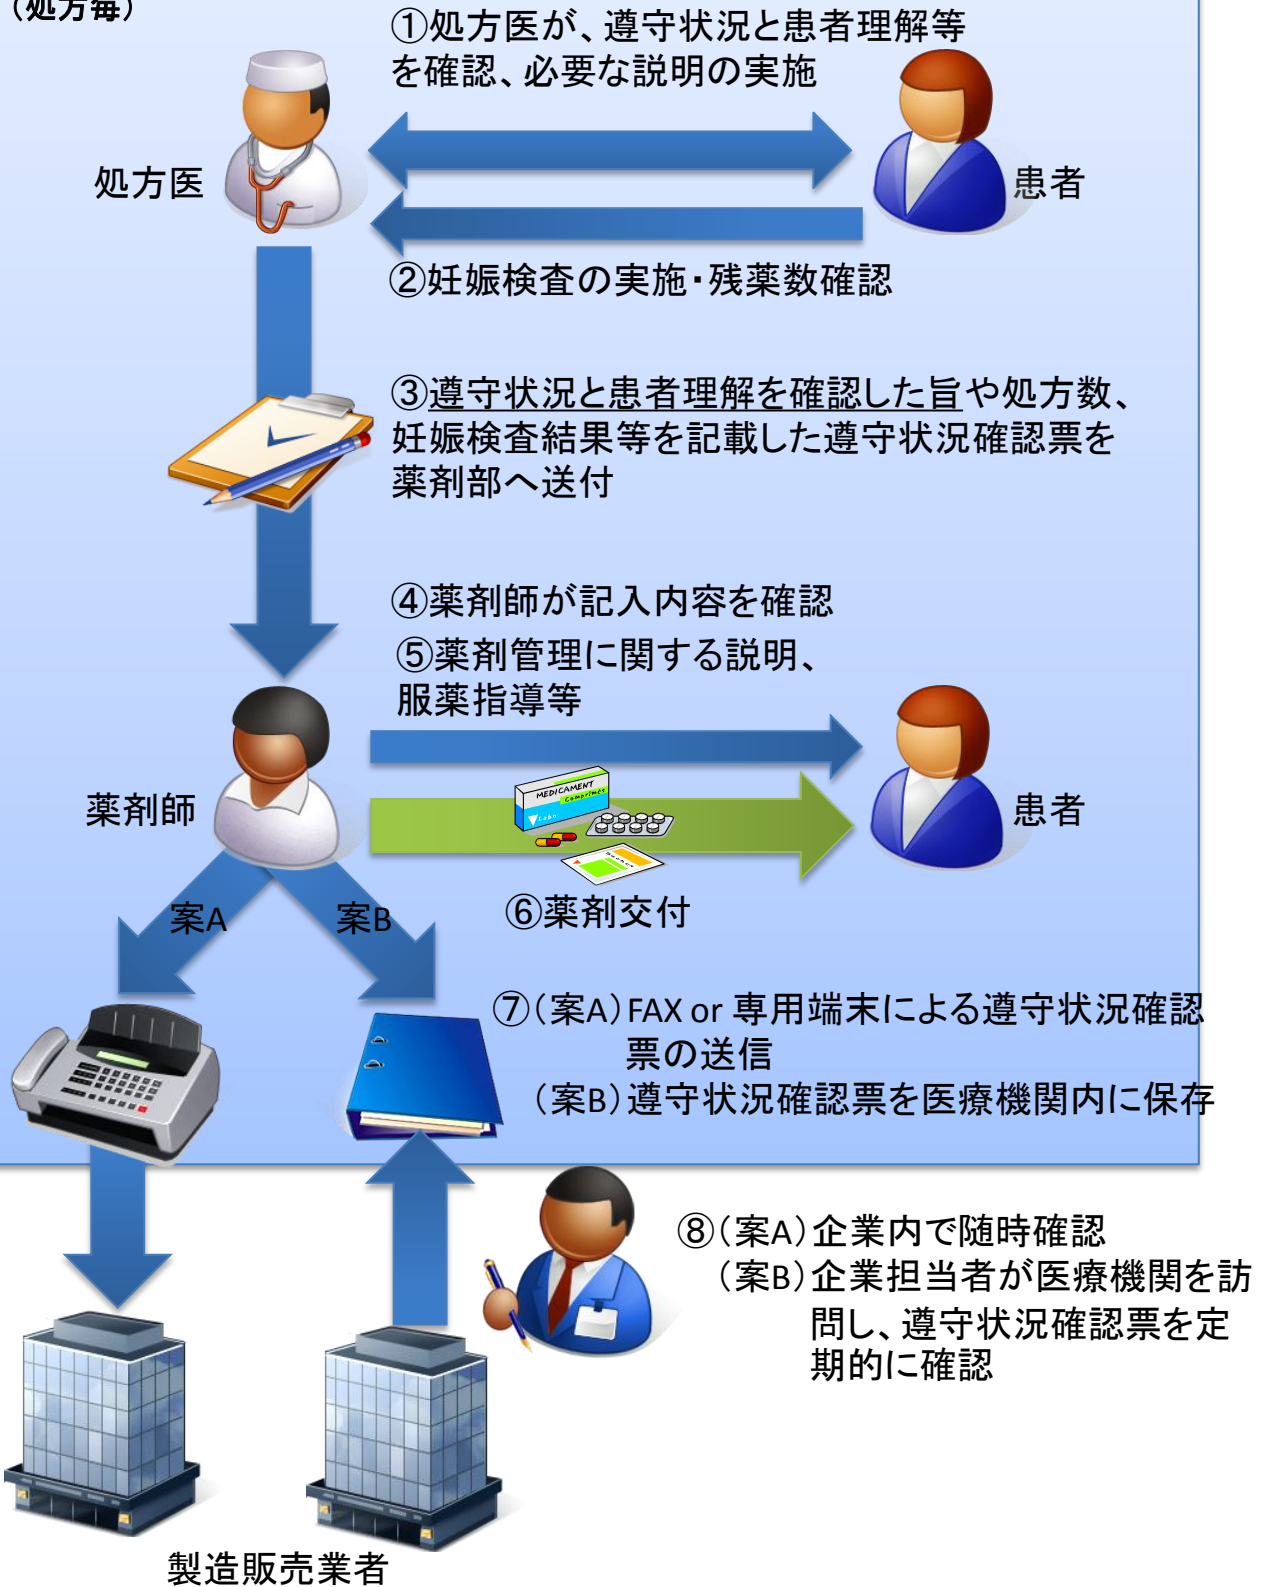 （処方毎）
①処方医が、遵守状況と患者理解等
を確認、必要な説明の実施
処方医
患者
②妊娠検査の実施・残薬数確認
③遵守状況と患者理解を確認した旨や処方数、
妊娠検査結果等を記載した遵守状況確認票を
薬剤部へ送付
④薬剤師が記入内容を確認
⑤薬剤管理に関する説明、
服薬指導等
MEDICAMENT
Comprimés
Labo
薬剤師
患者
⑥薬剤交付
案A
案B
⑦（案A）FAX or 専用端末による遵守状況確認
票の送信
（案B）遵守状況確認票を医療機関内に保存
⑧（案A）企業内で随時確認
（案B）企業担当者が医療機関を訪
問し、遵守状況確認票を定
期的に確認
製造販売業者